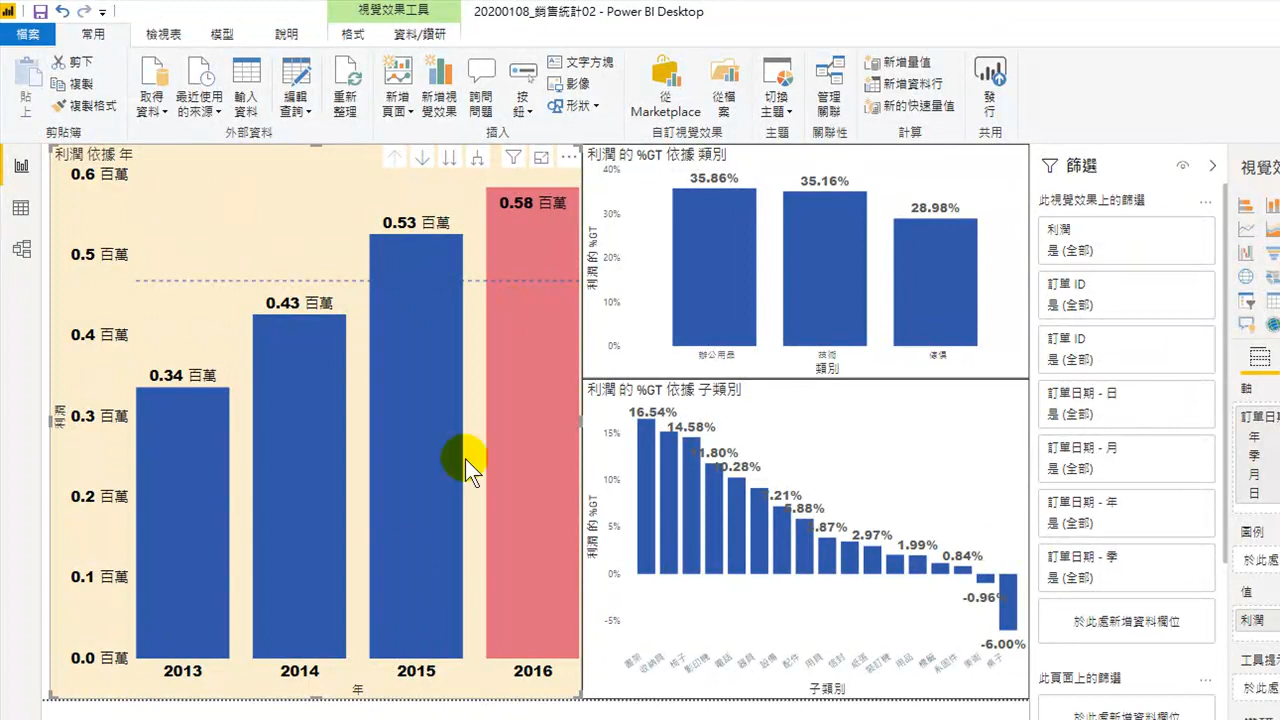 視覺效果工具
20200108_銷售統計02 - Power BI Desktop
檔案 常用 檢視表 模型 說明 格式 資料/鑽研
貼上
剪下
複製
複製格式
剪貼簿
取得資料
最近使用的來源
輸入資料
外部資料
編輯查詢
重新整理
新增頁面
新增視覺效果
詢問問題
按鈕
文字方塊
影像
形狀
插入
從 Marketplace
從檔案
自訂視覺效果
切換主題
主題
管理關聯
關聯性
新增量值
新增資料行
新的快速量值
計算
發行
共用
利潤 依據 年
0.6 百萬
0.5 百萬
0.4 百萬
0.3 百萬
0.2 百萬
0.1 百萬
0.0 百萬
利潤
0.34 百萬
0.43 百萬
0.53 百萬
0.58 百萬
2013 2014 2015 2016
年
利潤 的 %GT 依據 類別
40%
30%
20%
10%
0%
利潤 的 %GT
35.86% 35.16% 28.98%
辦公用品 技術 傢俱
類別
利潤 的 %GT 依據 子類別
15%
10%
5%
0%
-5%
利潤 的 %GT
16.54%
14.58%
11.80%
10.28%
7.21%
5.88%
2.97%
1.99%
0.84%
-0.96%
-6.00%
子類別
篩選
此視覺效果上的篩選
利潤
是 (全部)
訂單 ID
是 (全部)
訂單 ID
是 (全部)
訂單日期 - 日
是 (全部)
訂單日期 - 月
是 (全部)
訂單日期 - 年
是 (全部)
訂單日期 - 季
是 (全部)
於此處新增資料欄位
此頁面上的篩選
於此處新增資料欄位
視覺效
軸
訂單日期
年
季
月
日
圖例
於此處
值
利潤
工具提示
於此處